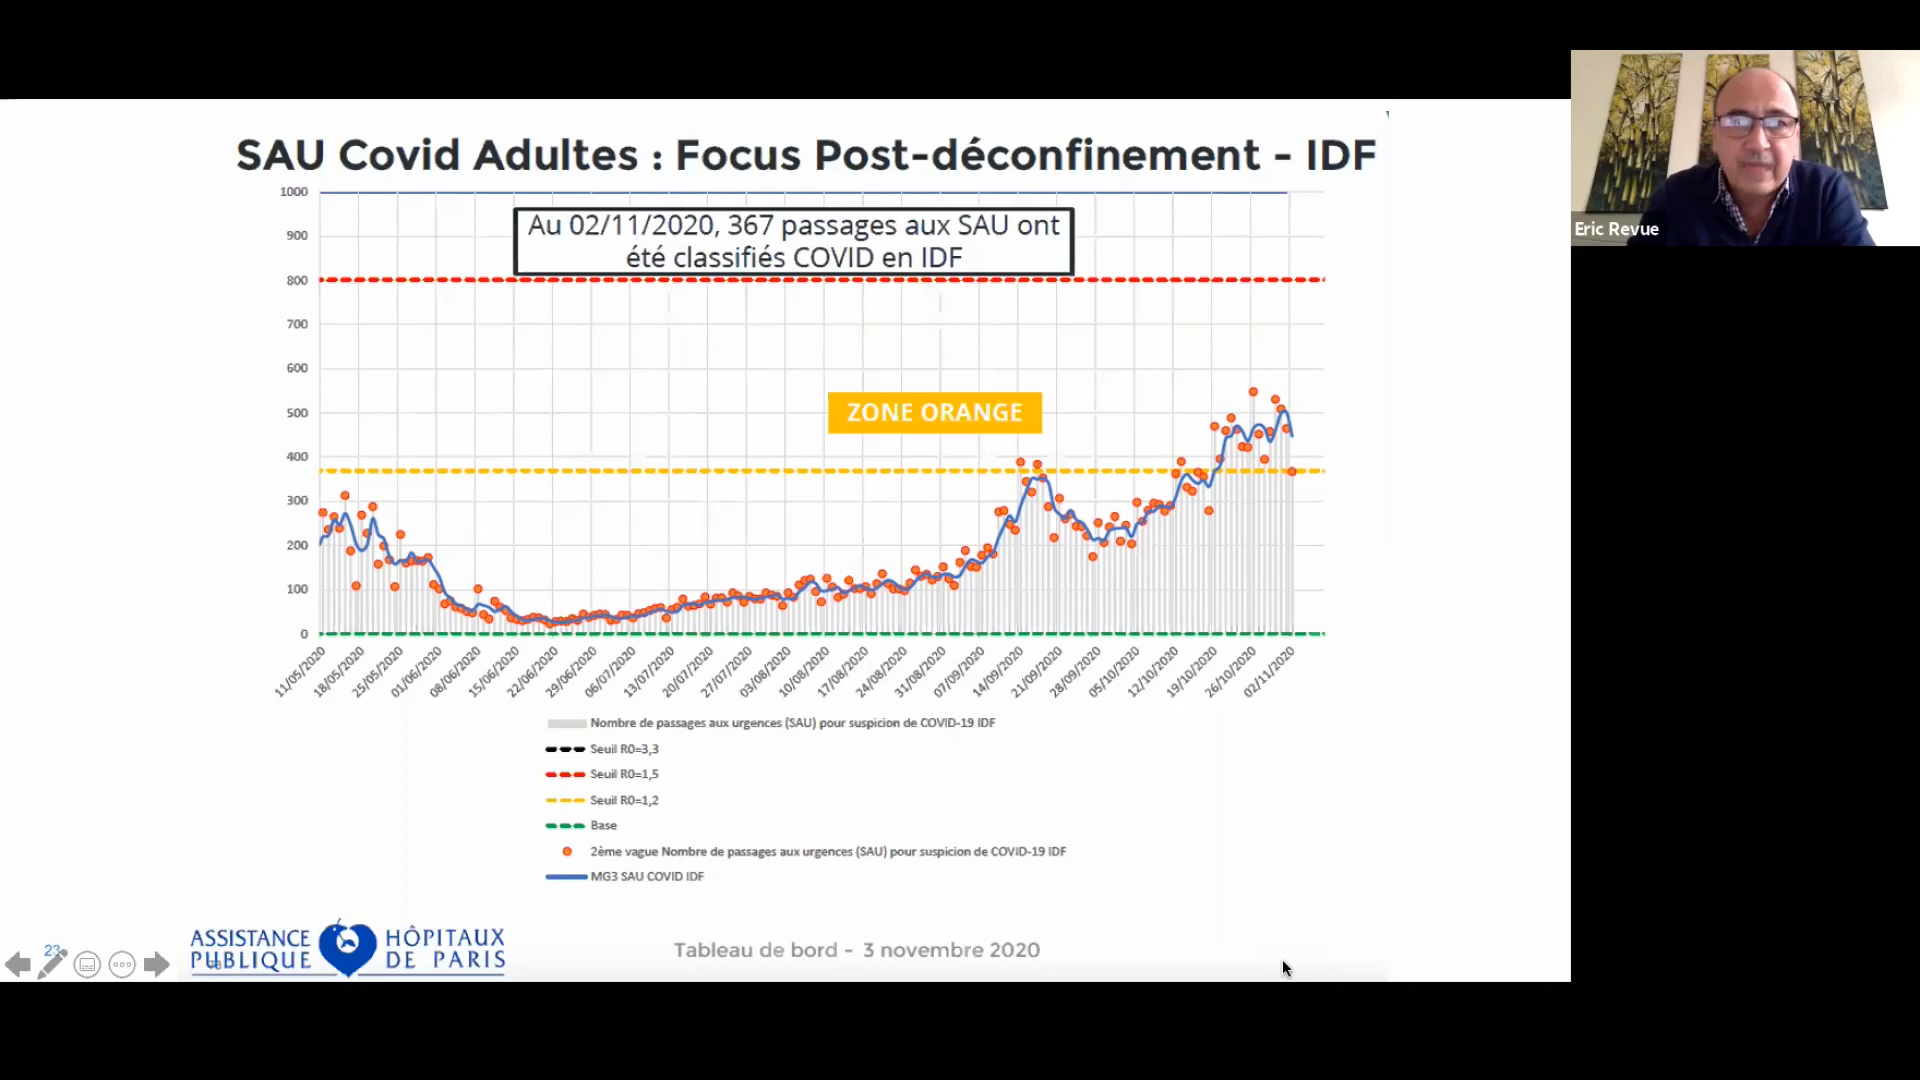 SAU Covid Adultes : Focus Post-déconfinement - IDF
Au 02/11/2020, 367 passages aux SAU ont
été classifiés COVID en IDF
ZONE ORANGE
1000
900
800
700
600
500
400
300
200
100
0
11/05/2020
18/05/2020
25/05/2020
01/06/2020
08/06/2020
15/06/2020
22/06/2020
29/06/2020
06/07/2020
13/07/2020
20/07/2020
27/07/2020
03/08/2020
10/08/2020
17/08/2020
24/08/2020
31/08/2020
07/09/2020
14/09/2020
21/09/2020
28/09/2020
05/10/2020
12/10/2020
19/10/2020
26/10/2020
02/11/2020
Nombre de passages aux urgences (SAU) pour suspicion de COVID-19 IDF
Seuil R0=3,3
Seuil R0=1,5
Seuil R0=1,2
Base
2ème vague Nombre de passages aux urgences (SAU) pour suspicion de COVID-19 IDF
MG3 SAU COVID IDF
ASSISTANCE PUBLIQUE
HÔPITAUX DE PARIS
Tableau de bord - 3 novembre 2020
23
Eric Revue